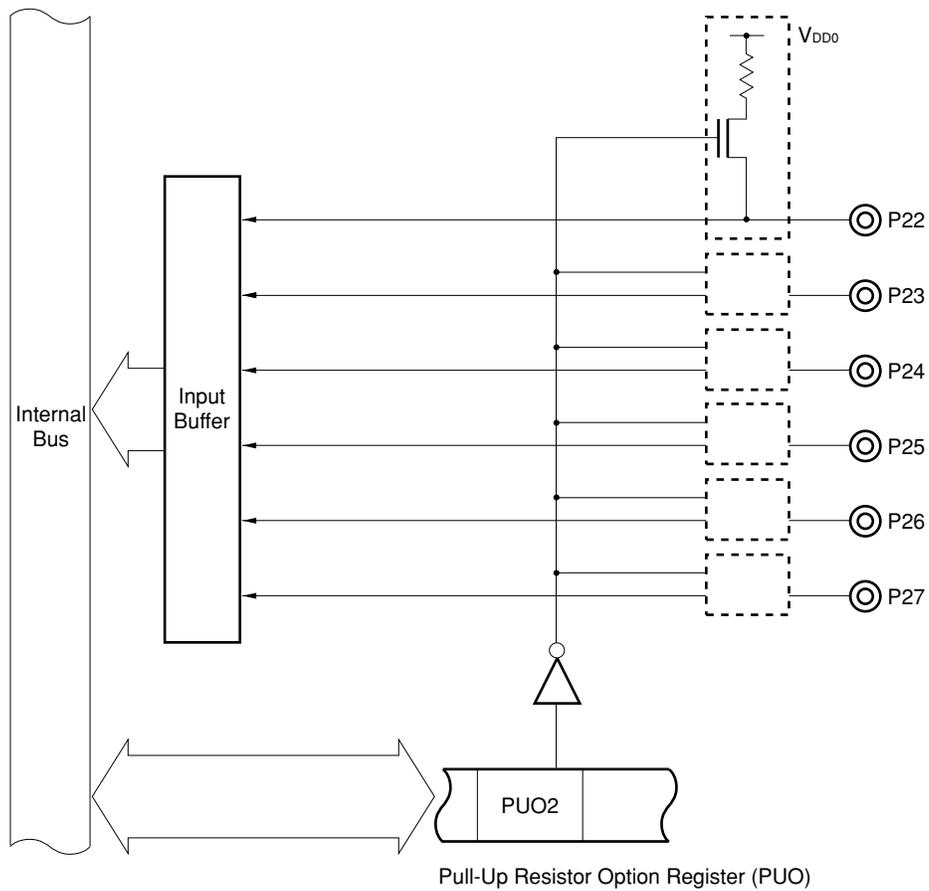 VDD0
P22
P23
P24
Internal
Bus
Input
Buffer
P25
P26
P27
PUO2
Pull-Up Resistor Option Register (PUO)